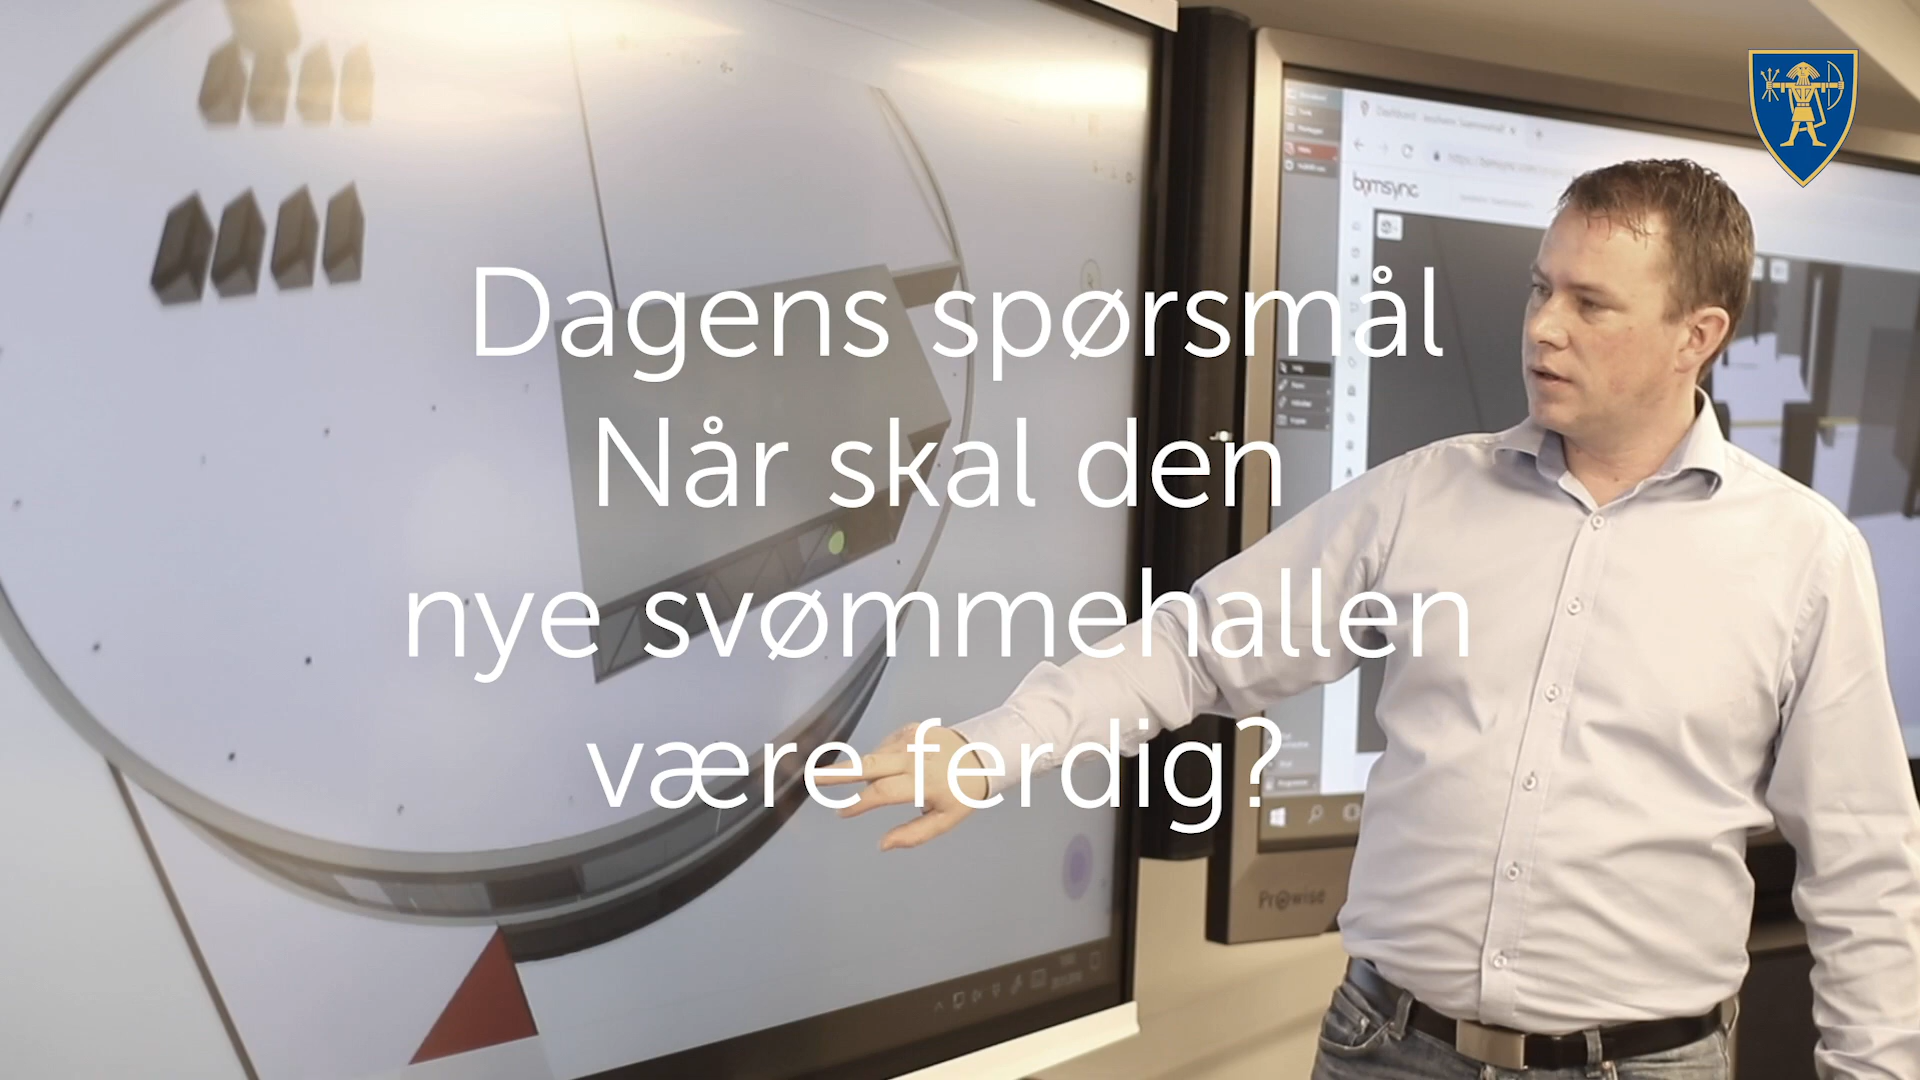 Dagens spørsmål
Når skal den
nye svømmehallen
være ferdig?
bimsync
Prowise